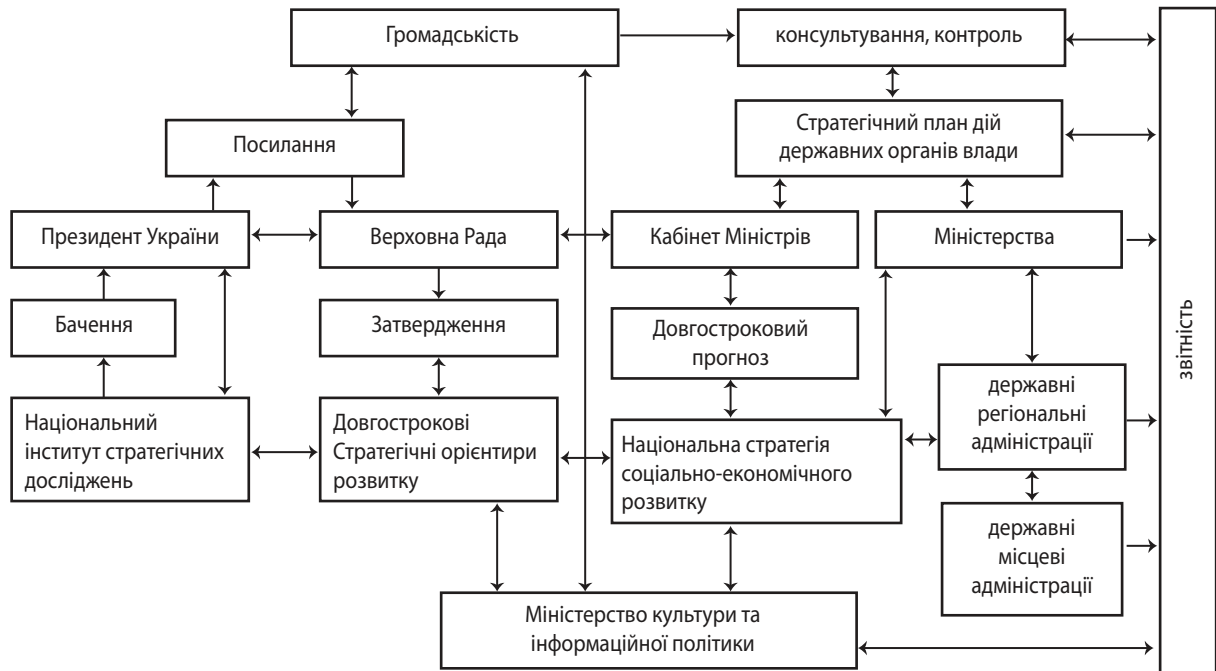 Громадськість
консультування, контроль
Посилання
Стратегічний план дій
державних органів влади
Президент України
Верховна Рада
Кабінет Міністрів
Міністерства
Бачення
Затвердження
Довгостроковий
прогноз
Національний
інститут стратегічних
досліджень
Довгострокові
Стратегічні орієнтири
розвитку
Національна стратегія
соціально-економічного
розвитку
державні
регіональні
адміністрації
державні
місцеві
адміністрації
Міністерство культури та
інформаційної політики
звітність